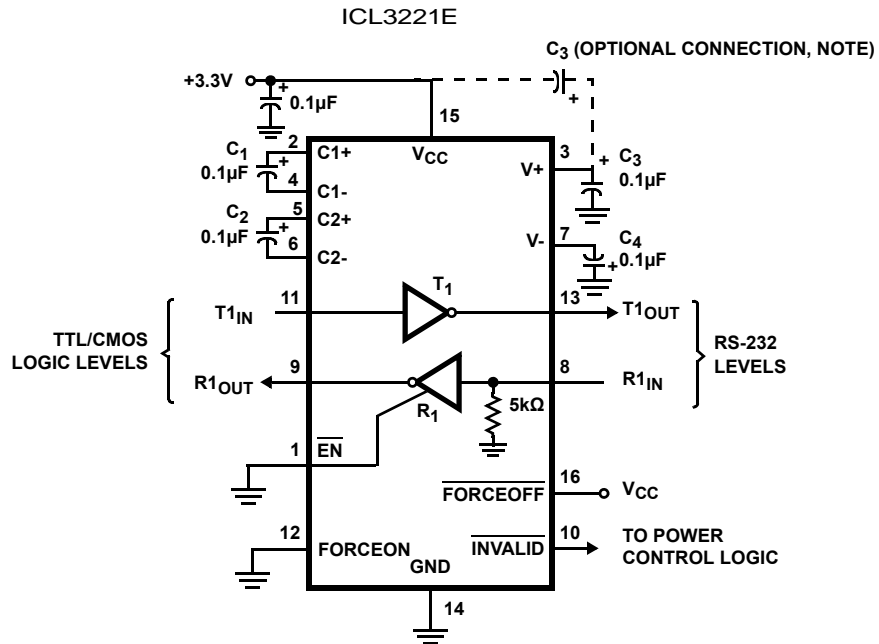 ICL3221E
C3 (OPTIONAL CONNECTION, NOTE)
+3.3V
+
0.1µF
+
15
2
C1+
VCC
3
+
C1
0.1µF
+
V+
C3
0.1µF
4
C1-
5
C2+
C2
0.1µF
+
6
C2-
7
V-
C4
0.1µF
+
T1IN
11
T1
13
T1OUT
TTL/CMOS
LOGIC LEVELS
RS-232
LEVELS
R1OUT
9
R1
5kΩ
8
R1IN
1
EN
FORCEOFF
16
VCC
12
FORCEON
INVALID
10
TO POWER
CONTROL LOGIC
GND
14